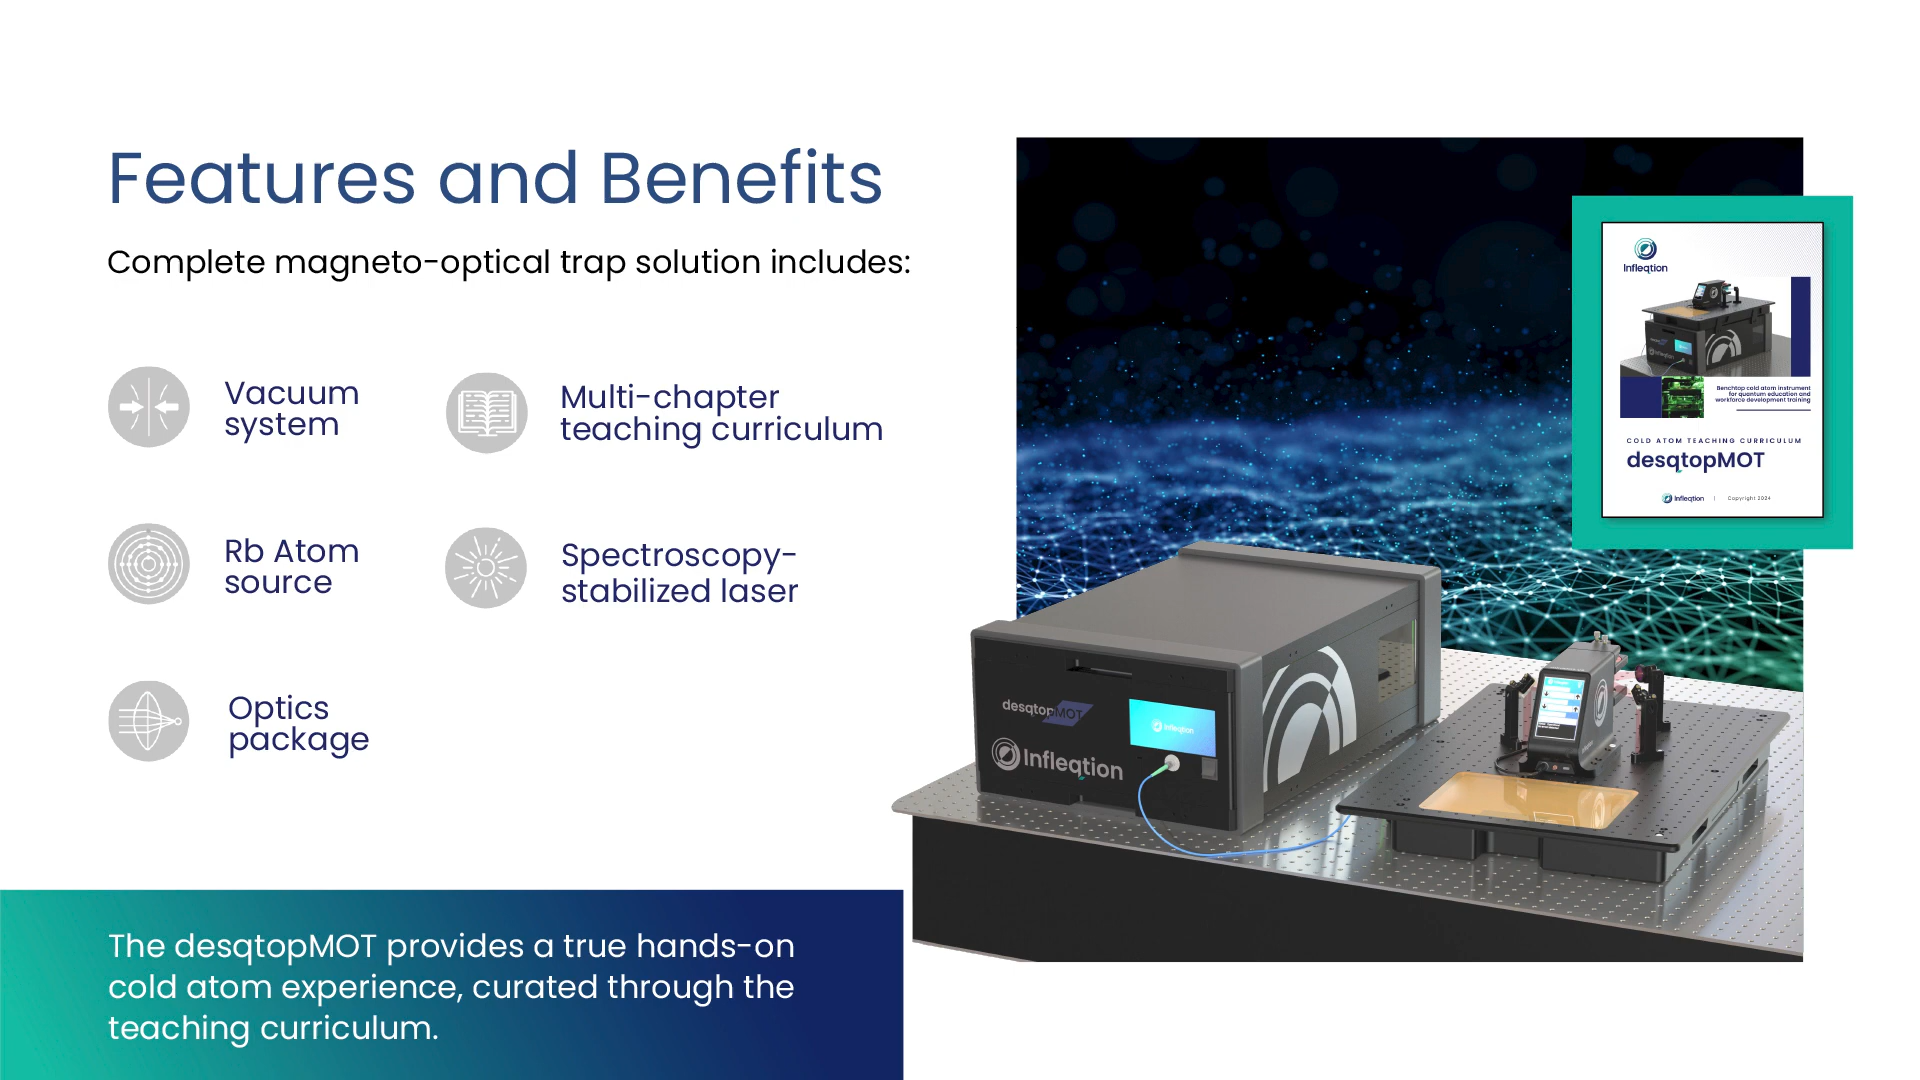 Features and Benefits
Complete magneto-optical trap solution includes:
Vacuum
system
Multi-chapter
teaching curriculum
Rb Atom
source
Spectroscopy-
stabilized laser
Optics
package
The desqtopMOT provides a true hands-on
cold atom experience, curated through the
teaching curriculum.
Infleqtion
Benchtop cold atom instrument
for quantum education and
workforce development training
COLD ATOM TEACHING CURRICULUM
desqtopMOT
Infleqtion | Copyright 2024
desqtopMOT
Infleqtion
Infleqtion